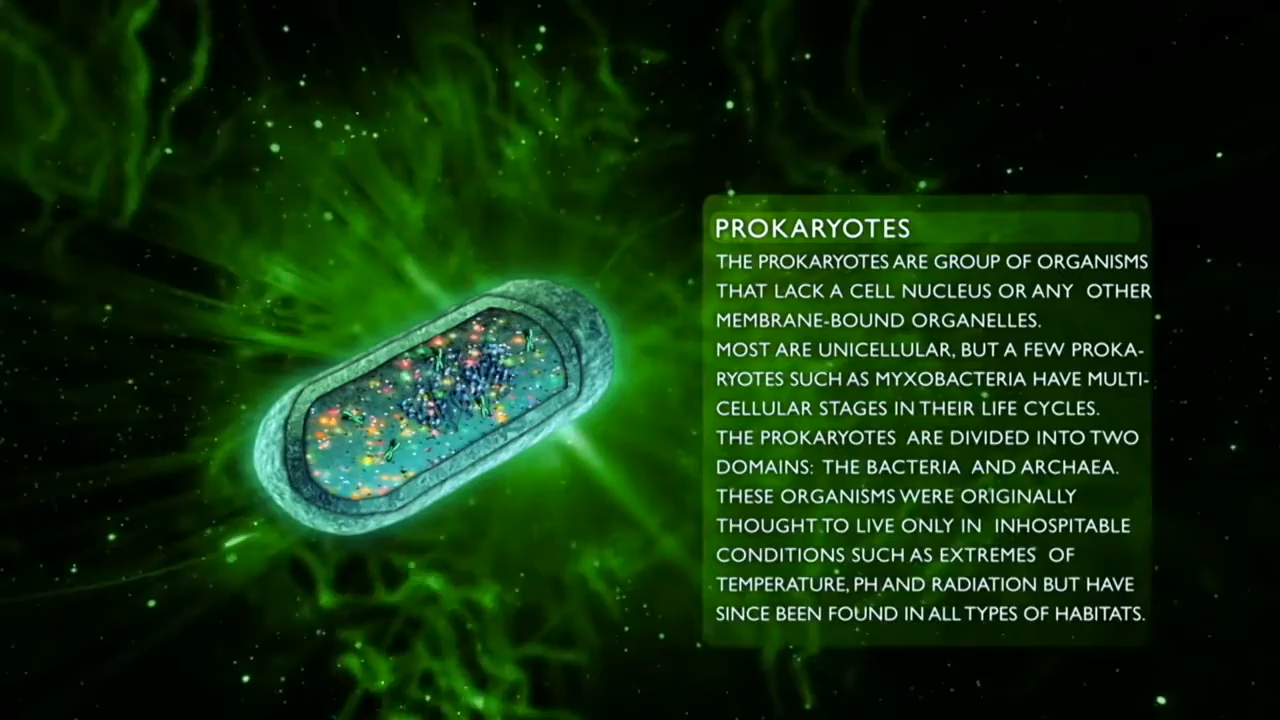 PROKARYOTES
THE PROKARYOTES ARE GROUP OF ORGANISMS
THAT LACK A CELL NUCLEUS OR ANY OTHER
MEMBRANE-BOUND ORGANELLES.
MOST ARE UNICELLULAR, BUT A FEW PROKA-
RYOTES SUCH AS MYXOBACTERIA HAVE MULTI-
CELLULAR STAGES IN THEIR LIFE CYCLES.
THE PROKARYOTES ARE DIVIDED INTO TWO
DOMAINS: THE BACTERIA AND ARCHAEA.
THESE ORGANISMS WERE ORIGINALLY
THOUGHT TO LIVE ONLY IN INHOSPITABLE
CONDITIONS SUCH AS EXTREMES OF
TEMPERATURE, PH AND RADIATION BUT HAVE
SINCE BEEN FOUND IN ALL TYPES OF HABITATS.